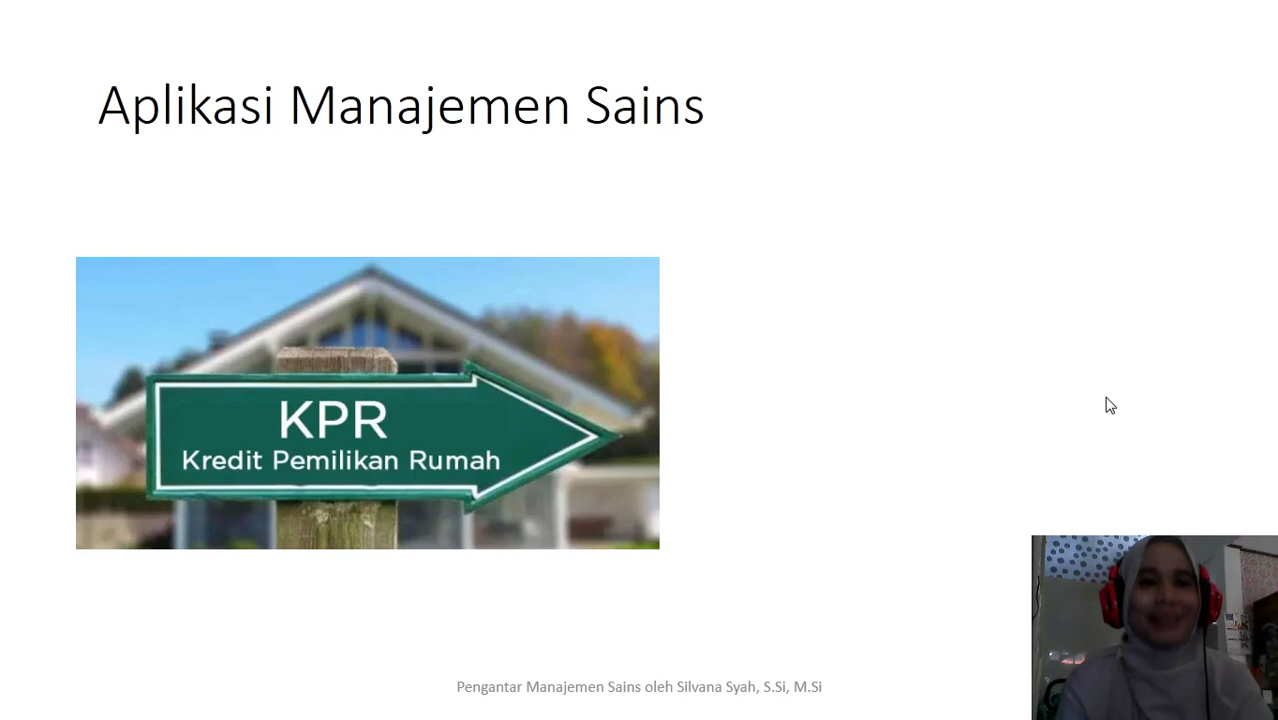 Aplikasi Manajemen Sains
KPR
Kredit Pemilikan Rumah
Pengantar Manajemen Sains oleh Silvana Syah, S.Si, M.Si